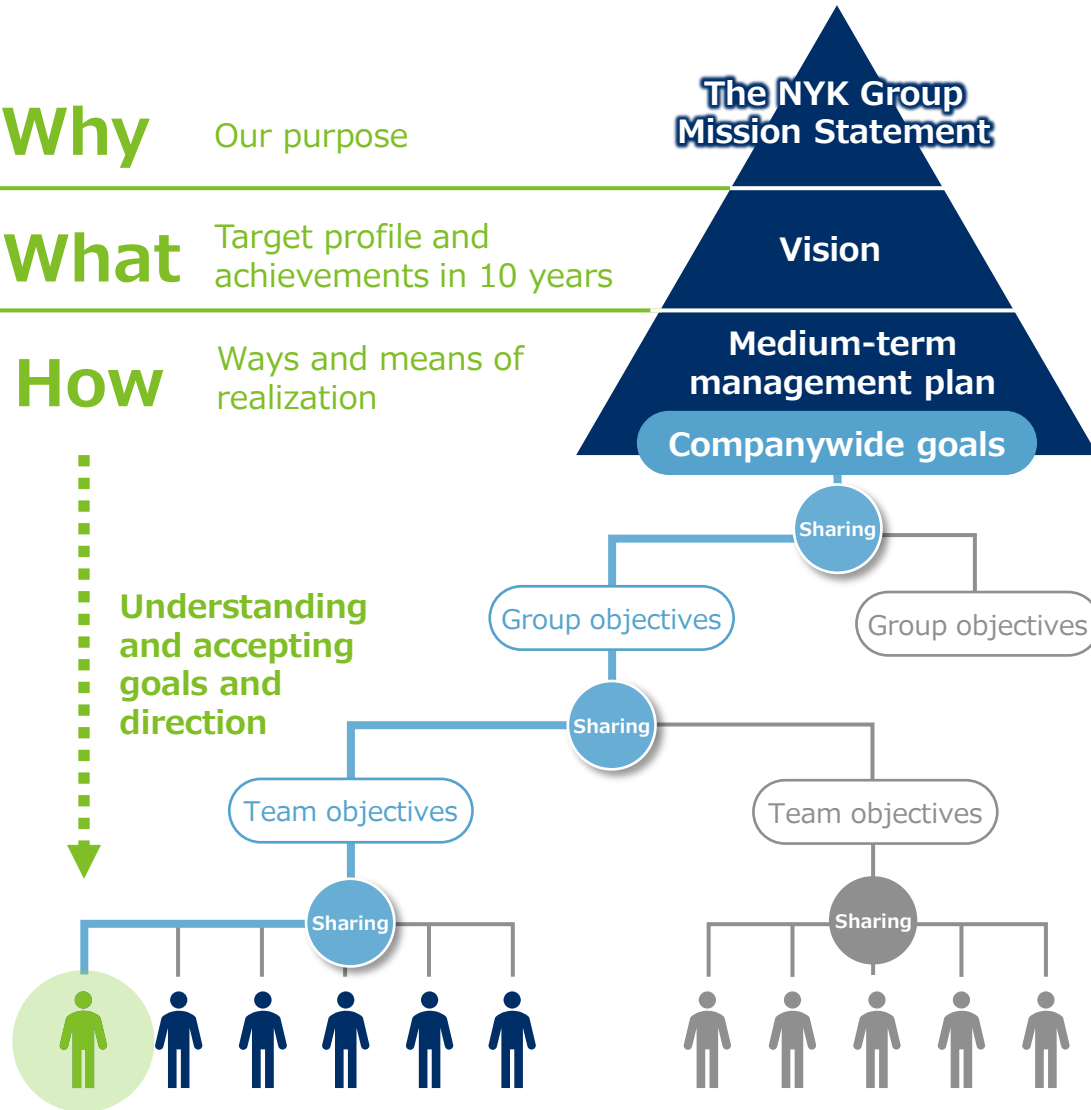 Why
Our purpose
The NYK Group
Mission Statement
What
Target profile and
achievements in 10 years
Vision
How
Ways and means of
realization
Medium-term
management plan
Companywide goals
Sharing
Understanding
and accepting
goals and
direction
Group objectives
Group objectives
Sharing
Team objectives
Team objectives
Sharing
Sharing